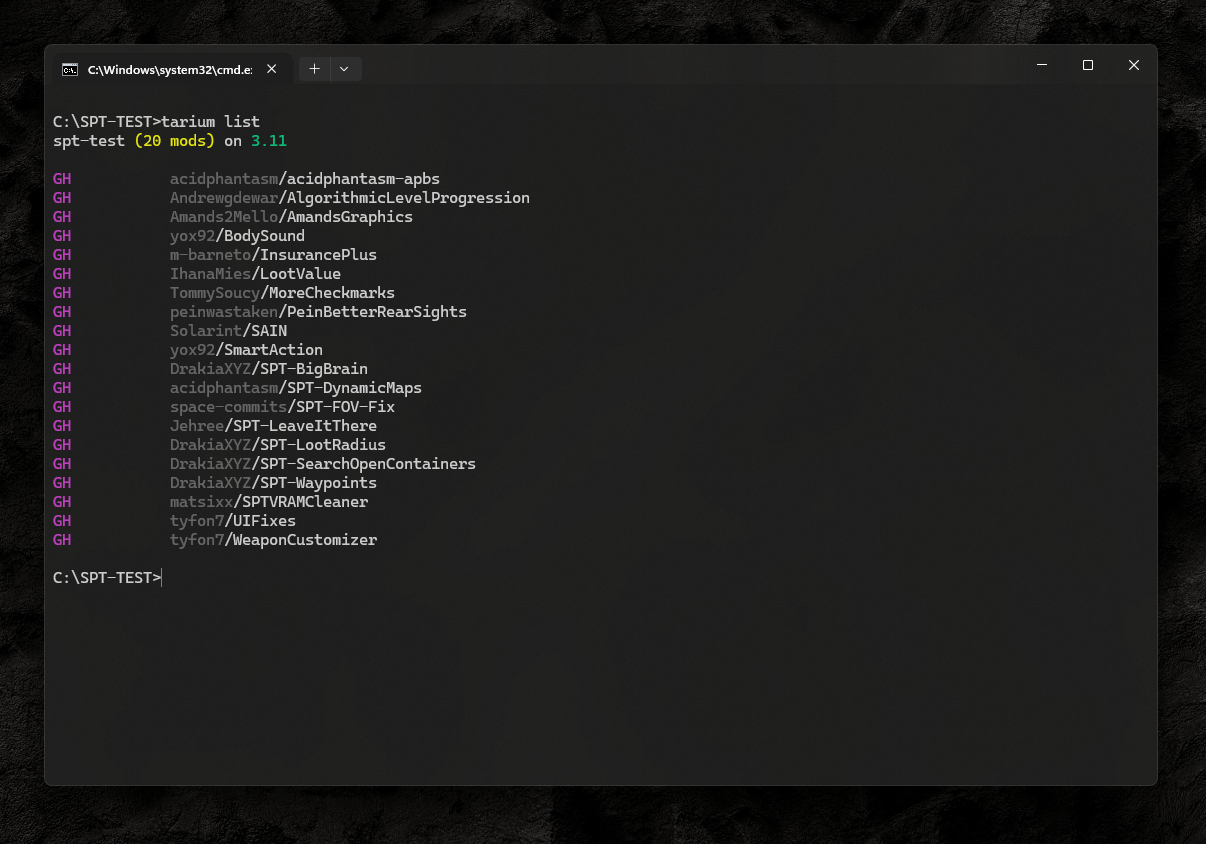 C:\Windows\system32\cmd.e:
C:\SPT-TEST>tarium list
spt-test (20 mods) on 3.11
GH acidphantasm/acidphantasm-apbs
GH Andrewgdewar/AlgorithmicLevelProgression
GH Amands2Mello/AmandsGraphics
GH yox92/BodySound
GH m-barneto/InsurancePlus
GH IhanaMies/LootValue
GH TommySoucy/MoreCheckmarks
GH peinwastaken/PeinBetterRearSights
GH Solarint/SAIN
GH yox92/SmartAction
GH DrakiaXYZ/SPT-BigBrain
GH acidphantasm/SPT-DynamicMaps
GH space-commits/SPT-FOV-Fix
GH Jehree/SPT-LeaveItThere
GH DrakiaXYZ/SPT-LootRadius
GH DrakiaXYZ/SPT-SearchOpenContainers
GH DrakiaXYZ/SPT-Waypoints
GH matsixx/SPTVRAMCleaner
GH tyfon7/UIFixes
GH tyfon7/WeaponCustomizer
C:\SPT-TEST>